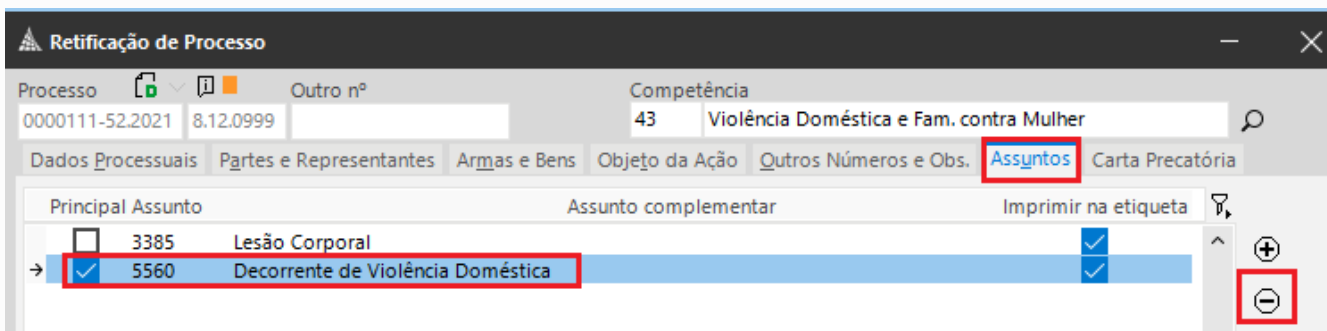 Retificação de Processo
Processo Outro nº Competência
0000111-52.2021 8.12.0999 43 Violência Doméstica e Fam. contra Mulher
Dados Processuais Partes e Representantes Armas e Bens Objeto da Ação Outros Números e Obs. Assuntos Carta Precatória
Principal Assunto Assunto complementar Imprimir na etiqueta
3385 Lesão Corporal
5560 Decorrente de Violência Doméstica